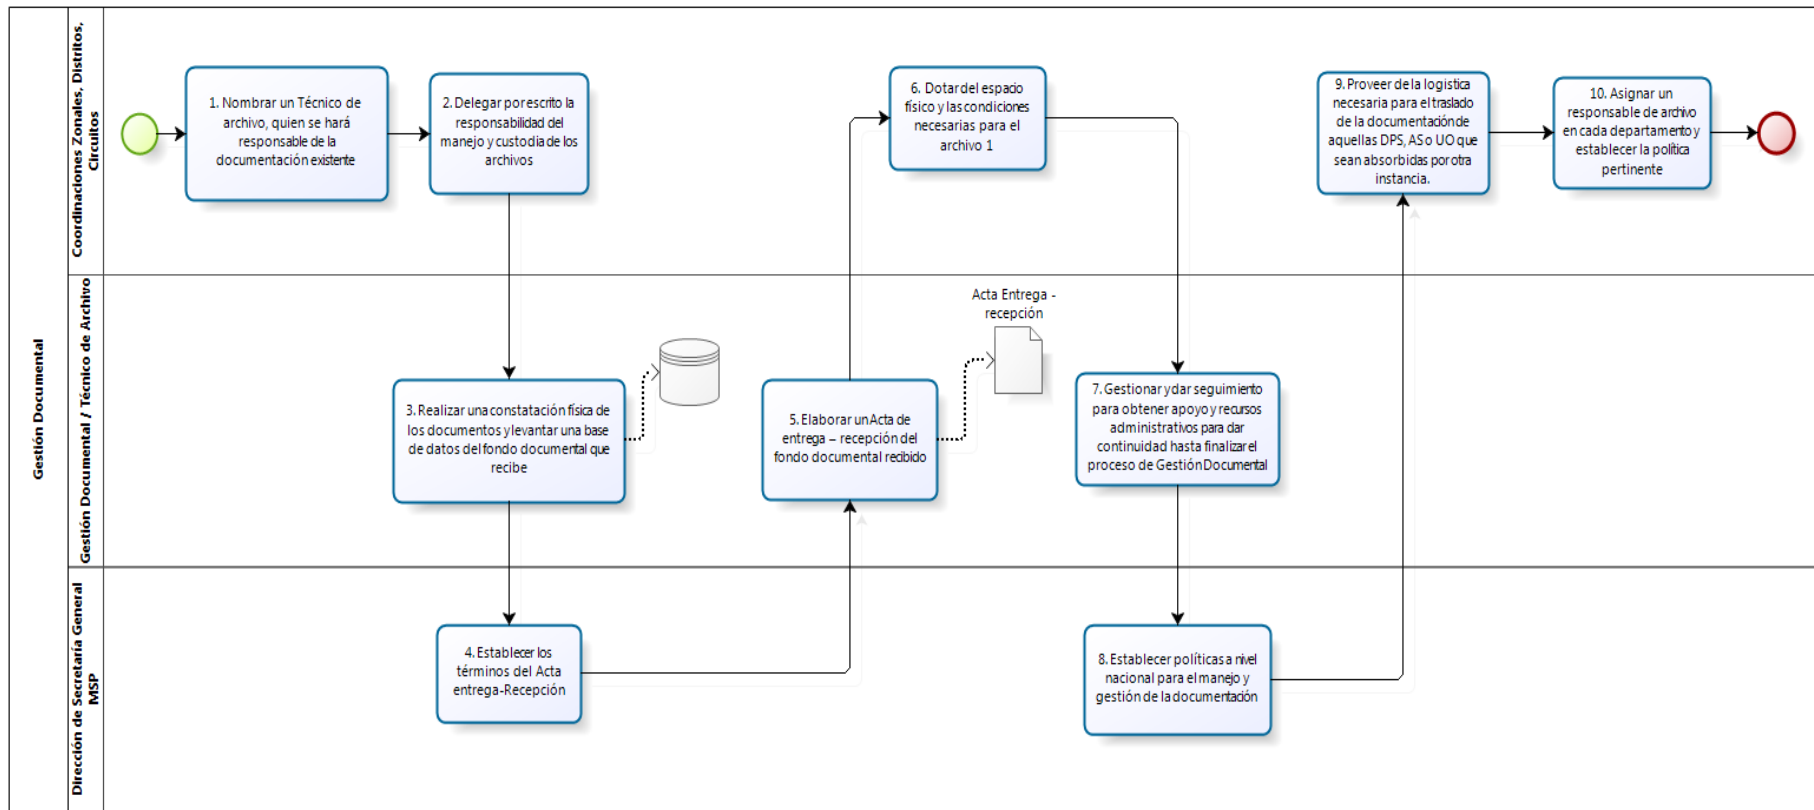 Gestión Documental
Coordinaciones Zonales, Distritos,
Circuitos
1. Nombrar un Técnico de
archivo, quien se hará
responsable de la
documentación existente
2. Delegar por escrito la
responsabilidad del
manejo y custodia de los
archivos
6. Dotar del espacio
físico y las condiciones
necesarias para el
archivo 1
9. Proveer de la logistica
necesaria para el traslado
de la documentación de
aquellas DPS, AS o UO que
sean absorbidas por otra
instancia.
10. Asignar un
responsable de archivo
en cada departamento y
establecer la política
pertinente
Gestión Documental / Técnico de Archivo
3. Realizar una constatación física de
los documentos y levantar una base
de datos del fondo documental que
recibe
5. Elaborar un Acta de
entrega – recepción del
fondo documental recibido
Acta Entrega -
recepción
7. Gestionar y dar seguimiento
para obtener apoyo y recursos
administrativos para dar
continuidad hasta finalizar el
proceso de Gestión Documental
Dirección de Secretaría General
MSP
4. Establecer los
términos del Acta
entrega-Recepción
8. Establecer políticas a nivel
nacional para el manejo y
gestión de la documentación